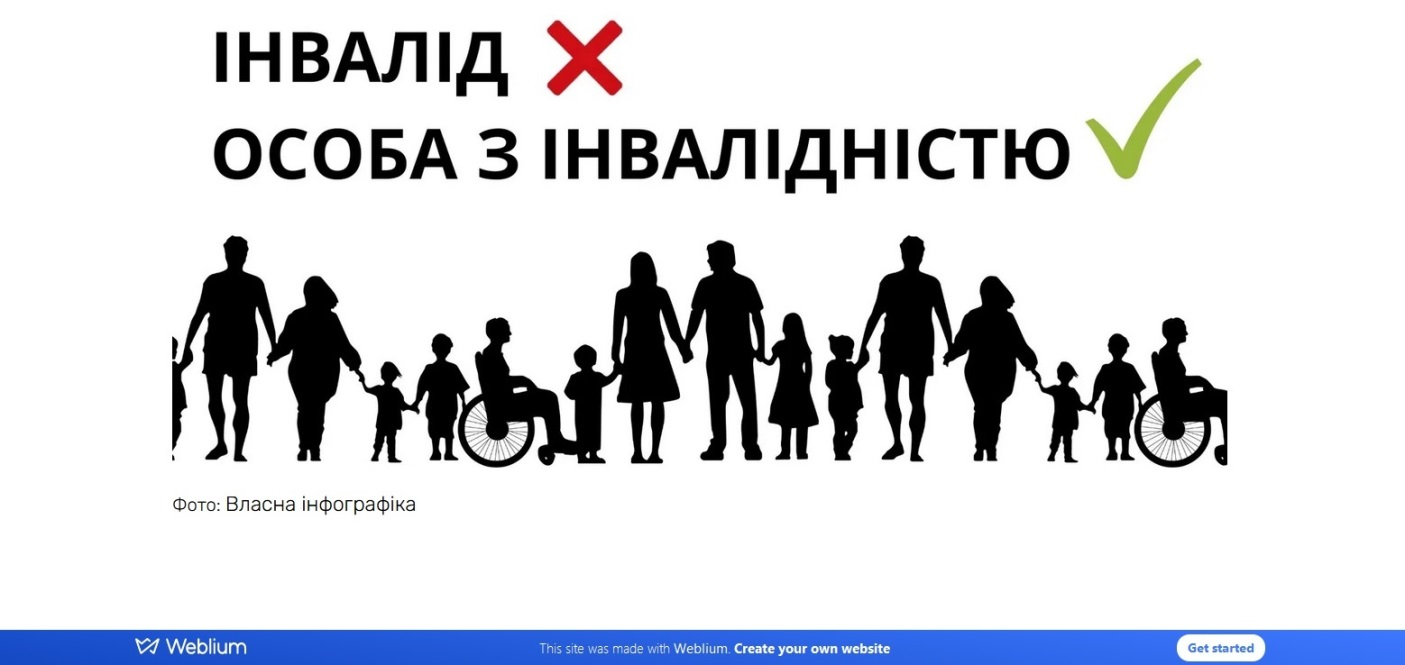 ІНВАЛІД
ОСОБА З ІНВАЛІДНІСТЮ
Фото: Власна інфографіка
Weblium
This site was made with Weblium. Create your own website
Get started